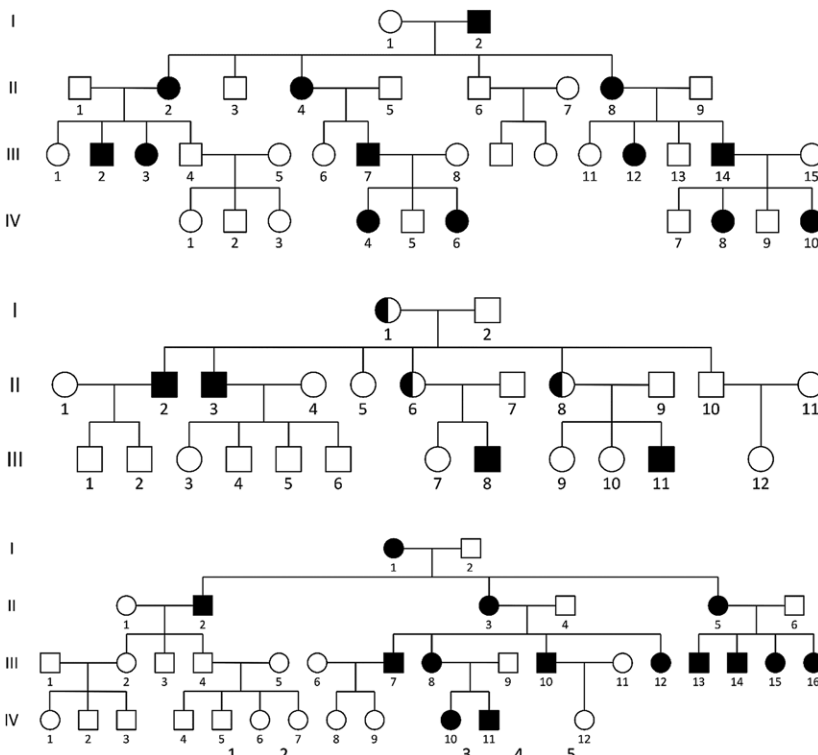 I
1 2
II
1 2 3 4 5 6 7 8 9
III
1 2 3 4 5 6 7 8 11 12 13 14 15
IV
1 2 3 4 5 6 7 8 9 10
I
1 2
II
1 2 3 4 5 6 7 8 9 10 11
III
1 2 3 4 5 6 7 8 9 10 11 12
I
1 2
II
1 2 3 4 5 6
III
1 2 3 4 5 6 7 8 9 10 11 12 13 14 15 16
IV
1 2 3 4 5 6 7 8 9 10 11 12
1 2 3 4 5